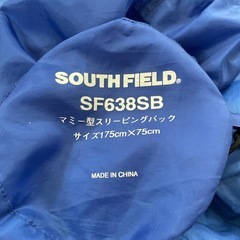 SOUTH FIELD®
SF638SB
マミー型スリーピングバック
サイズ175cm×75cm
MADE IN CHINA